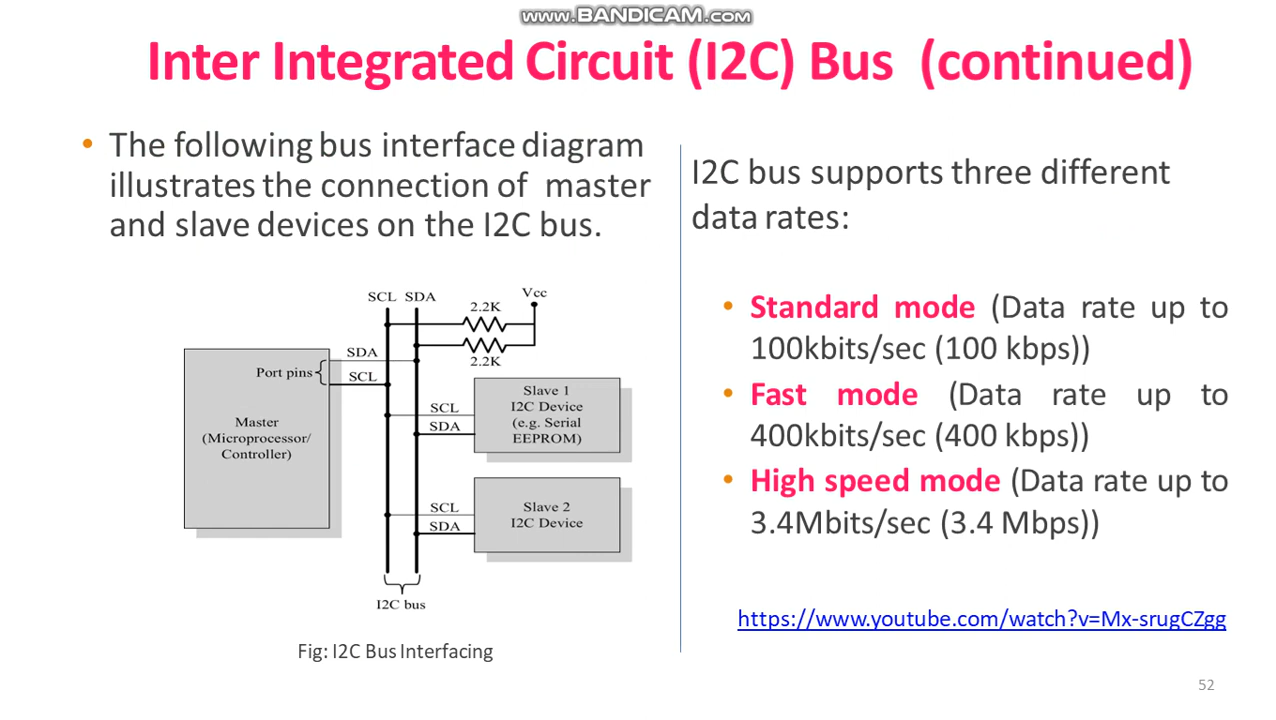 www.BANDICAM.com
Inter Integrated Circuit (I2C) Bus (continued)
• The following bus interface diagram
illustrates the connection of master
and slave devices on the I2C bus.
SCL SDA
Vcc
2.2K
2.2K
SDA
SCL
Port pins
Master
(Microprocessor/
Controller)
SCL
SDA
Slave 1
I2C Device
(e.g. Serial
EEPROM)
SCL
SDA
Slave 2
I2C Device
I2C bus
Fig: I2C Bus Interfacing
I2C bus supports three different
data rates:
• Standard mode (Data rate up to
100kbits/sec (100 kbps))
• Fast mode (Data rate up to
400kbits/sec (400 kbps))
• High speed mode (Data rate up to
3.4Mbits/sec (3.4 Mbps))
https://www.youtube.com/watch?v=Mx-srugCZgg
52